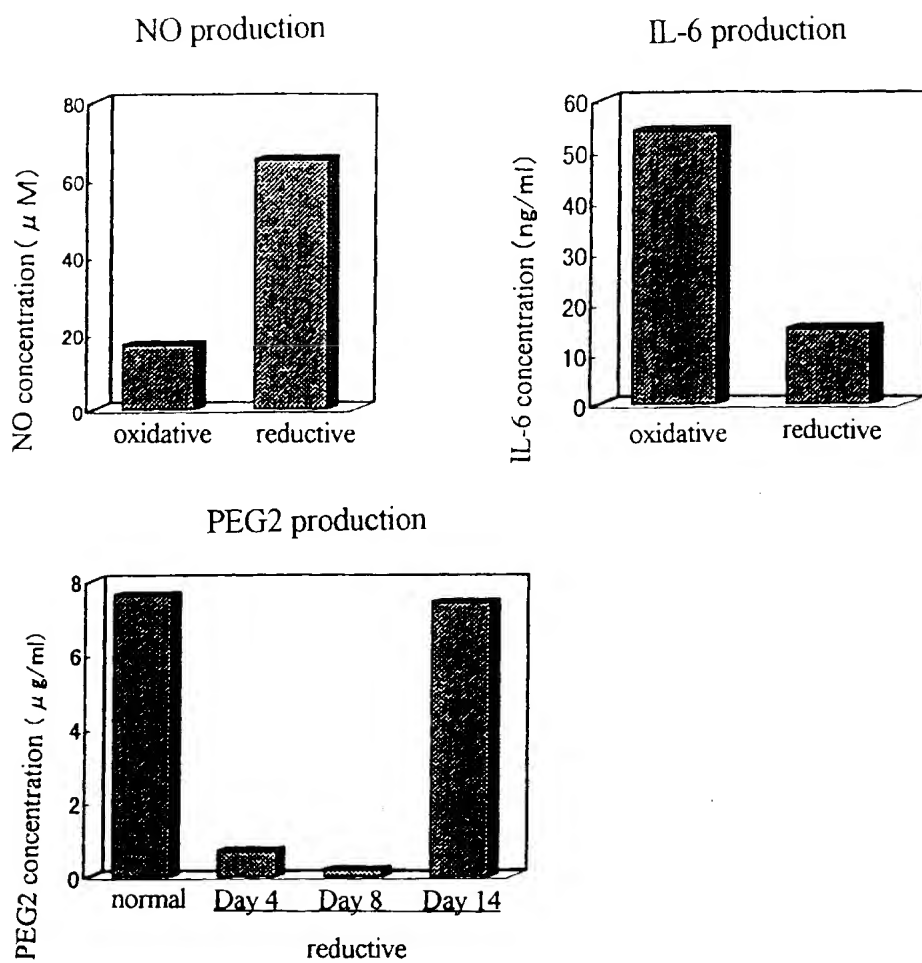 NO production
NO concentration ( μ M)
80
60
40
20
0
oxidative reductive
IL-6 production
IL-6 concentration ( ng/ml)
60
50
40
30
20
10
0
oxidative reductive
PEG2 production
PEG2 concentration ( μ g/ml)
8
6
4
2
0
normal Day 4 Day 8 Day 14
reductive